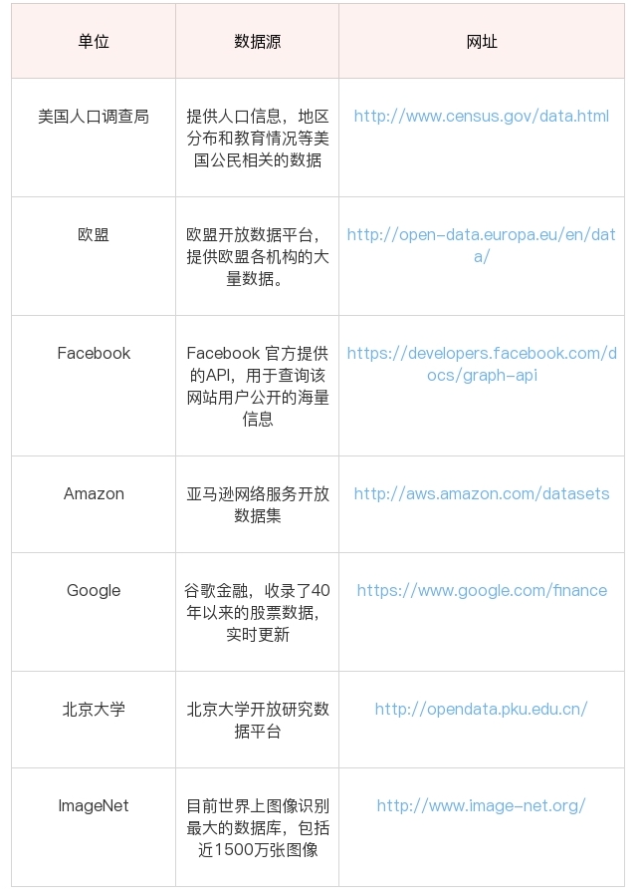 单位
数据源
网址
美国人口调查局
提供人口信息，地区
分布和教育情况等美
国公民相关的数据
http://www.census.gov/data.html
欧盟
欧盟开放数据平台，
提供欧盟各机构的大
量数据。
http://open-data.europa.eu/en/dat
a/
Facebook
Facebook 官方提供
的API，用于查询该
网站用户公开的海量
信息
https://developers.facebook.com/d
ocs/graph-api
Amazon
亚马逊网络服务开放
数据集
http://aws.amazon.com/datasets
Google
谷歌金融，收录了40
年以来的股票数据，
实时更新
https://www.google.com/finance
北京大学
北京大学开放研究数
据平台
http://opendata.pku.edu.cn/
ImageNet
目前世界上图像识别
最大的数据库，包括
近1500万张图像
http://www.image-net.org/